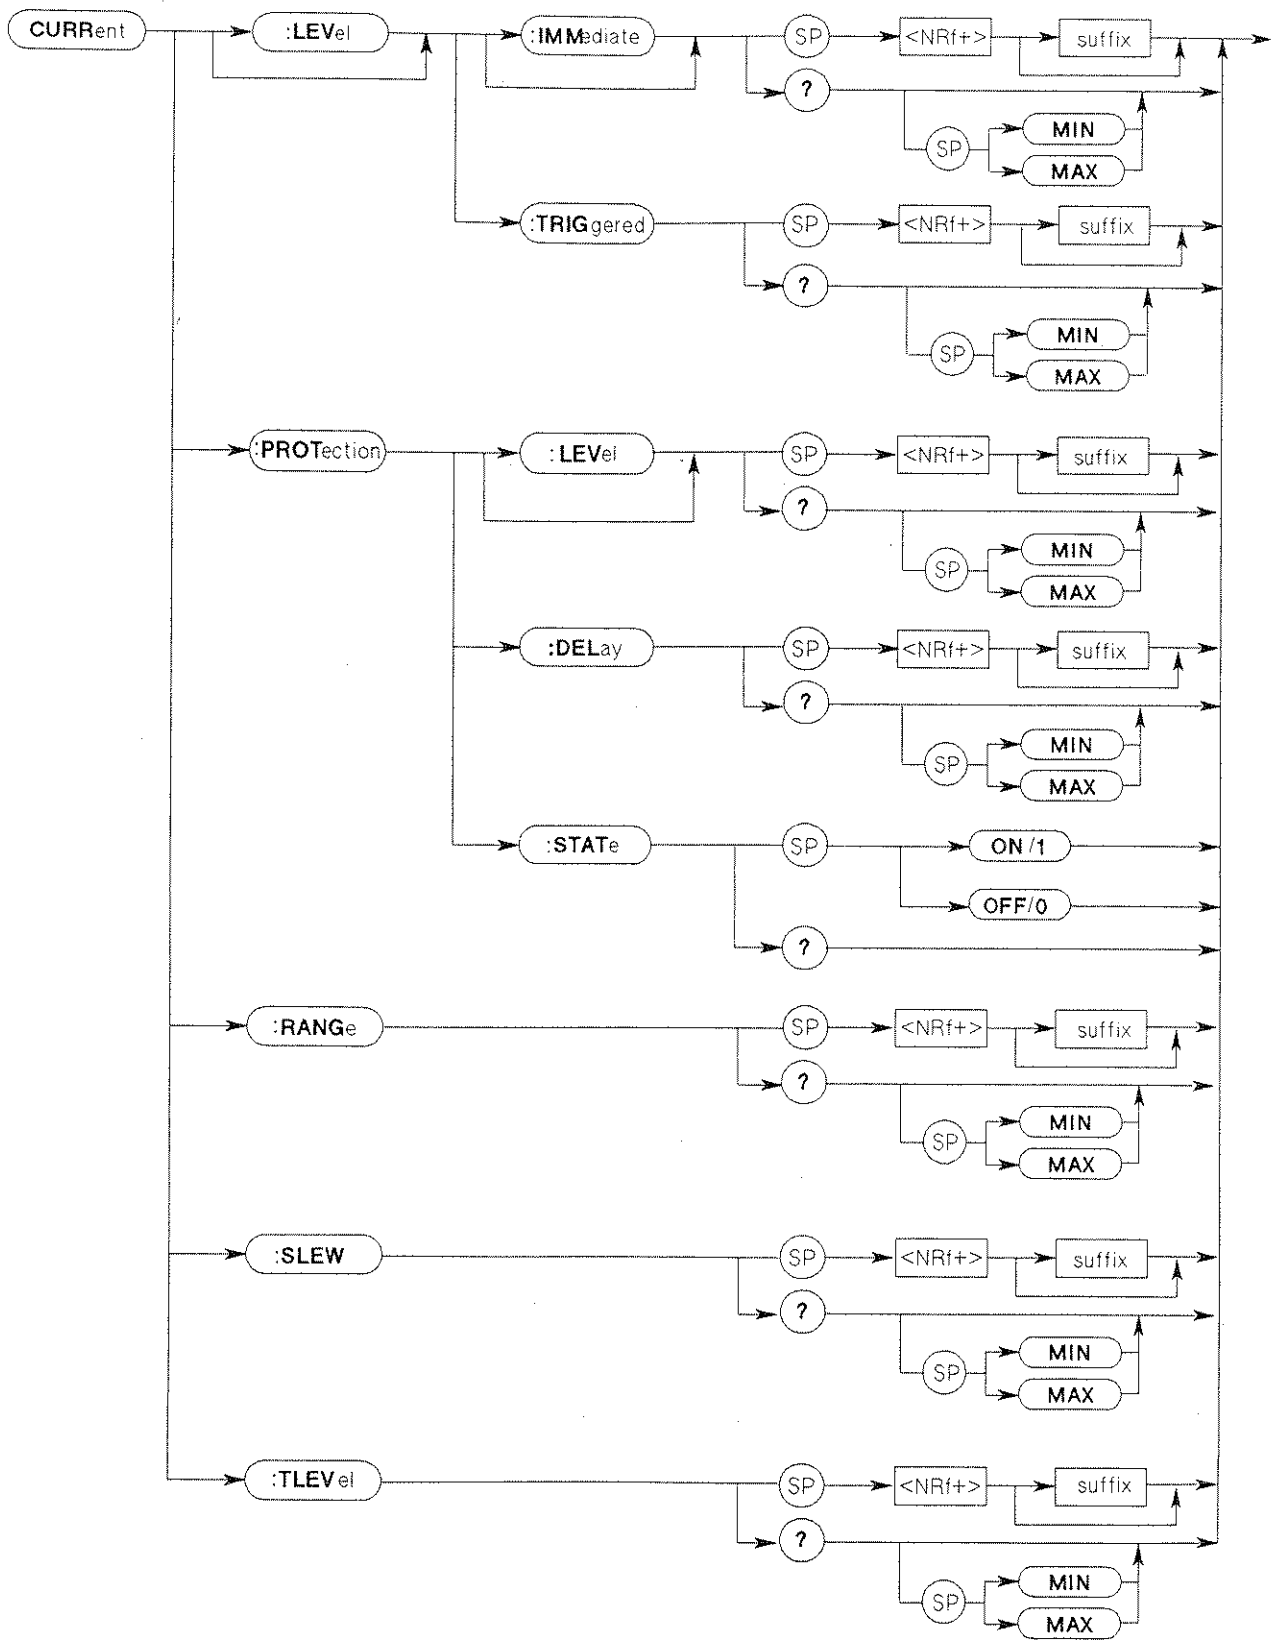 CURRent :LEVel :IMMediate SP <NRf+> suffix
?
SP MIN
MAX
:TRIGgered SP <NRf+> suffix
?
SP MIN
MAX
:PROTection :LEVel SP <NRf+> suffix
?
SP MIN
MAX
:DELay SP <NRf+> suffix
?
SP MIN
MAX
:STATe SP ON/1
OFF/0
?
:RANGe SP <NRf+> suffix
?
SP MIN
MAX
:SLEW SP <NRf+> suffix
?
SP MIN
MAX
:TLEVel SP <NRf+> suffix
?
SP MIN
MAX